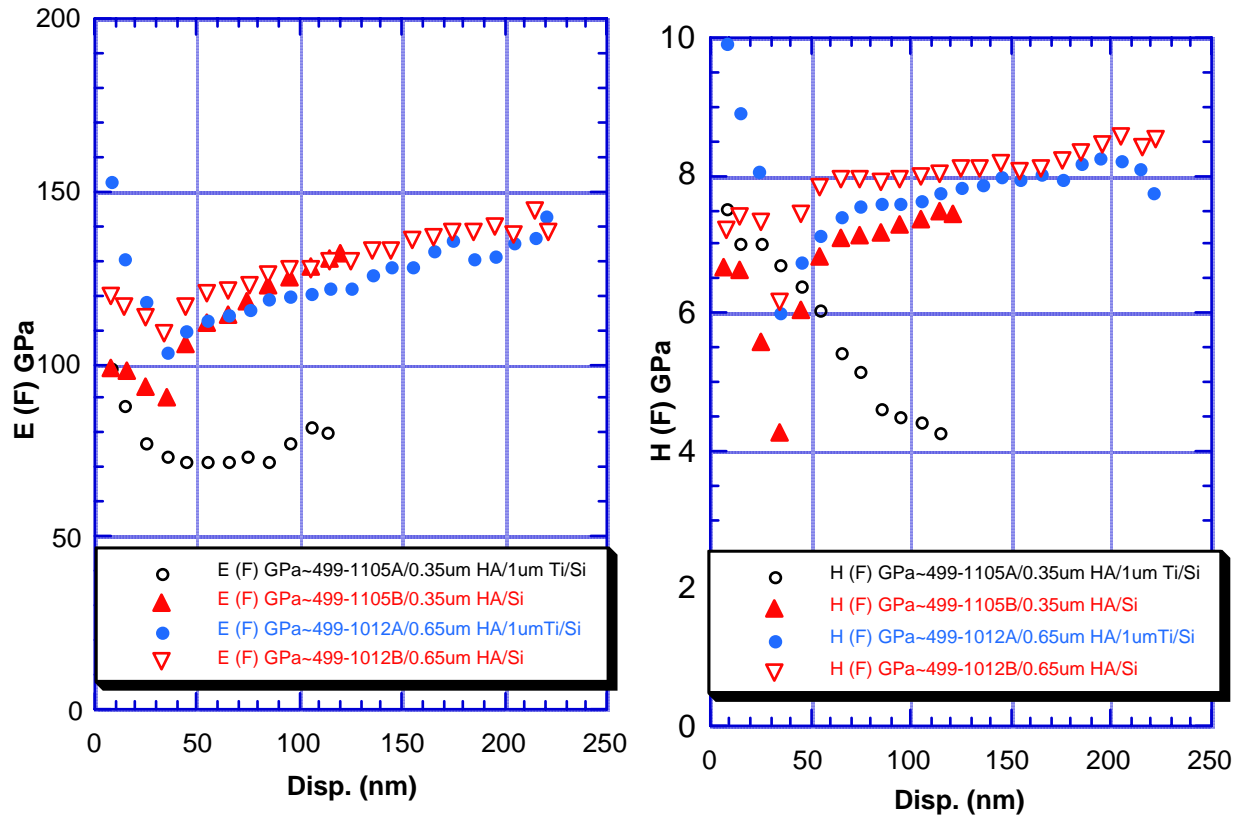 200
150
100
50
0
E (F) GPa
E (F) GPa~499-1105A/0.35um HA/1um Ti/Si
E (F) GPa~499-1105B/0.35um HA/Si
E (F) GPa~499-1012A/0.65um HA/1umTi/Si
E (F) GPa~499-1012B/0.65um HA/Si
0 50 100 150 200 250
Disp. (nm)
10
8
6
4
2
0
H (F) GPa
H (F) GPa~499-1105A/0.35um HA/1um Ti/Si
H (F) GPa~499-1105B/0.35um HA/Si
H (F) GPa~499-1012A/0.65um HA/1umTi/Si
H (F) GPa~499-1012B/0.65um HA/Si
0 50 100 150 200 250
Disp. (nm)